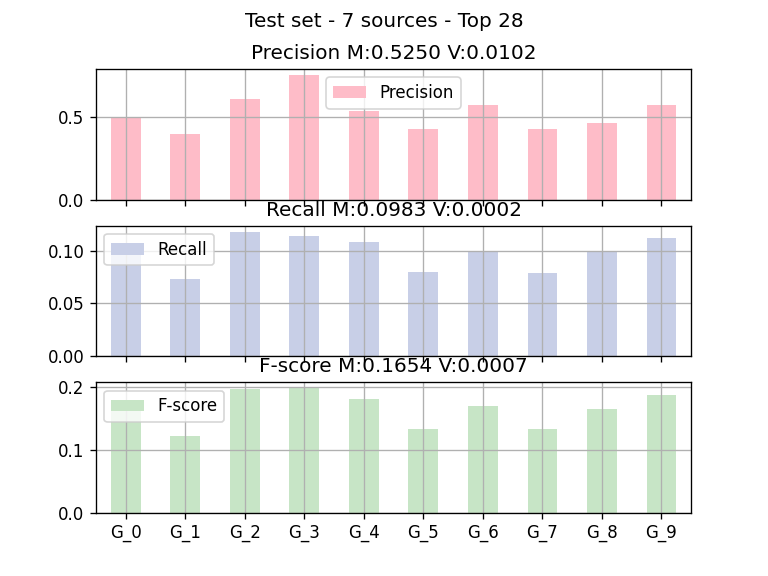 Test set - 7 sources - Top 28
Precision M:0.5250 V:0.0102
Precision
0.5
0.0
Recall M:0.0983 V:0.0002
Recall
0.10
0.05
0.00
F-score M:0.1654 V:0.0007
F-score
0.2
0.1
0.0
G_0 G_1 G_2 G_3 G_4 G_5 G_6 G_7 G_8 G_9